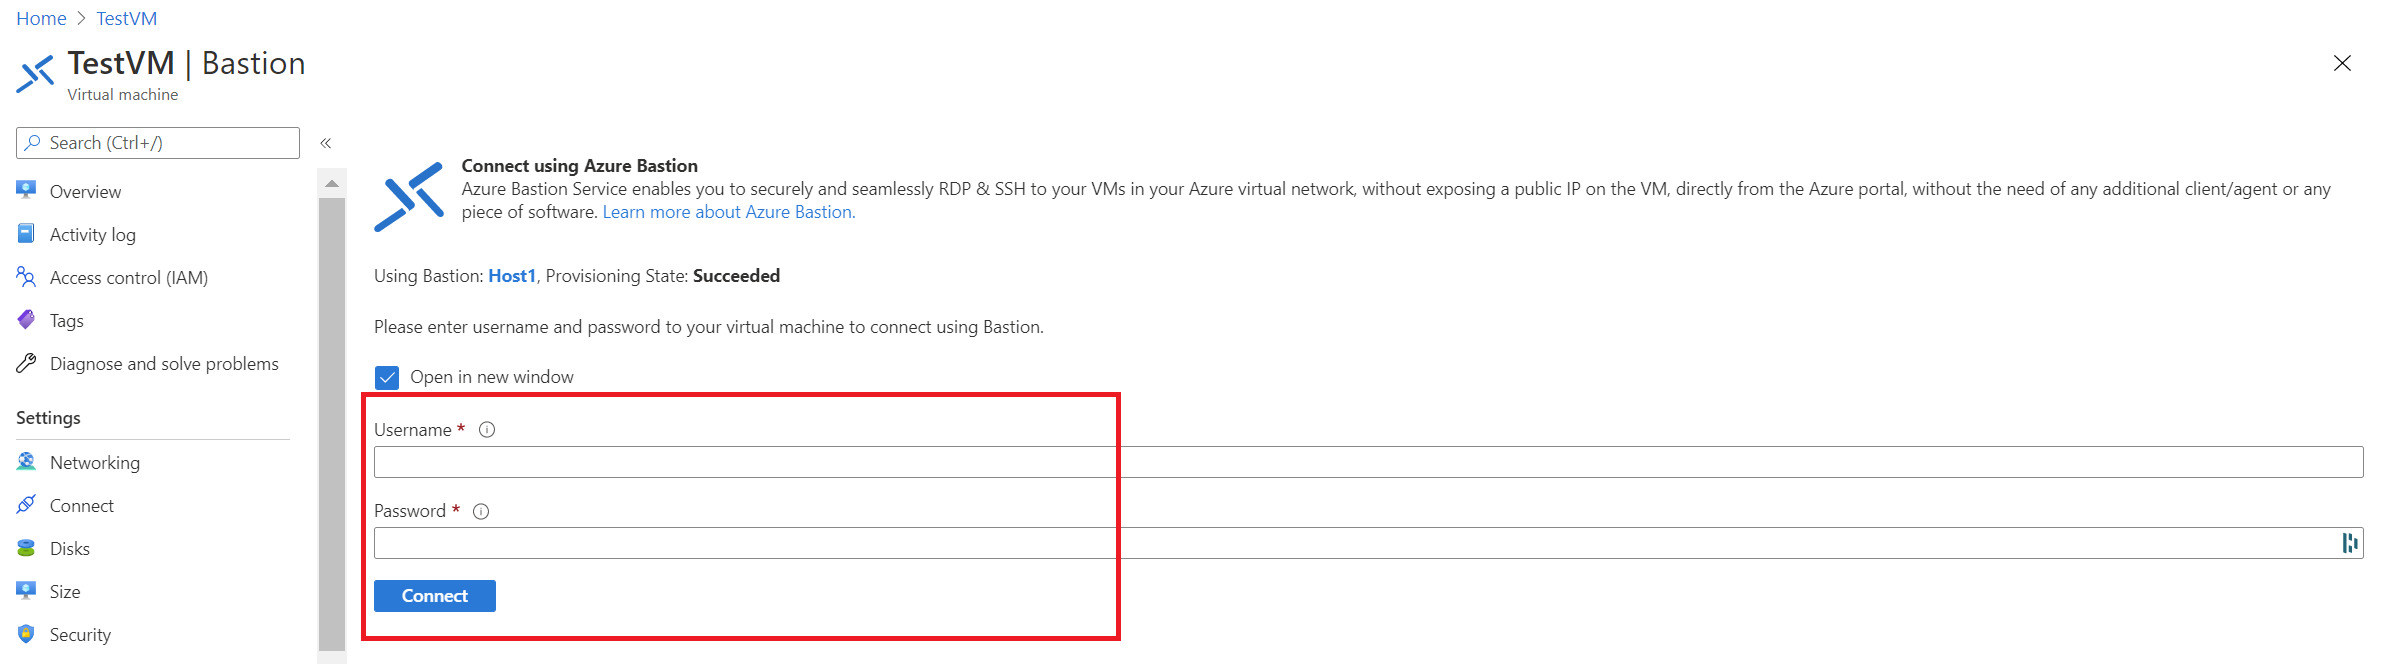 Home > TestVM
TestVM | Bastion
Virtual machine
Search (Ctrl+/)
«
Overview
Activity log
Access control (IAM)
Tags
Diagnose and solve problems
Settings
Networking
Connect
Disks
Size
Security
Connect using Azure Bastion
Azure Bastion Service enables you to securely and seamlessly RDP & SSH to your VMs in your Azure virtual network, without exposing a public IP on the VM, directly from the Azure portal, without the need of any additional client/agent or any
piece of software. Learn more about Azure Bastion.
Using Bastion: Host1, Provisioning State: Succeeded
Please enter username and password to your virtual machine to connect using Bastion.
Open in new window
Username *
Password *
Connect